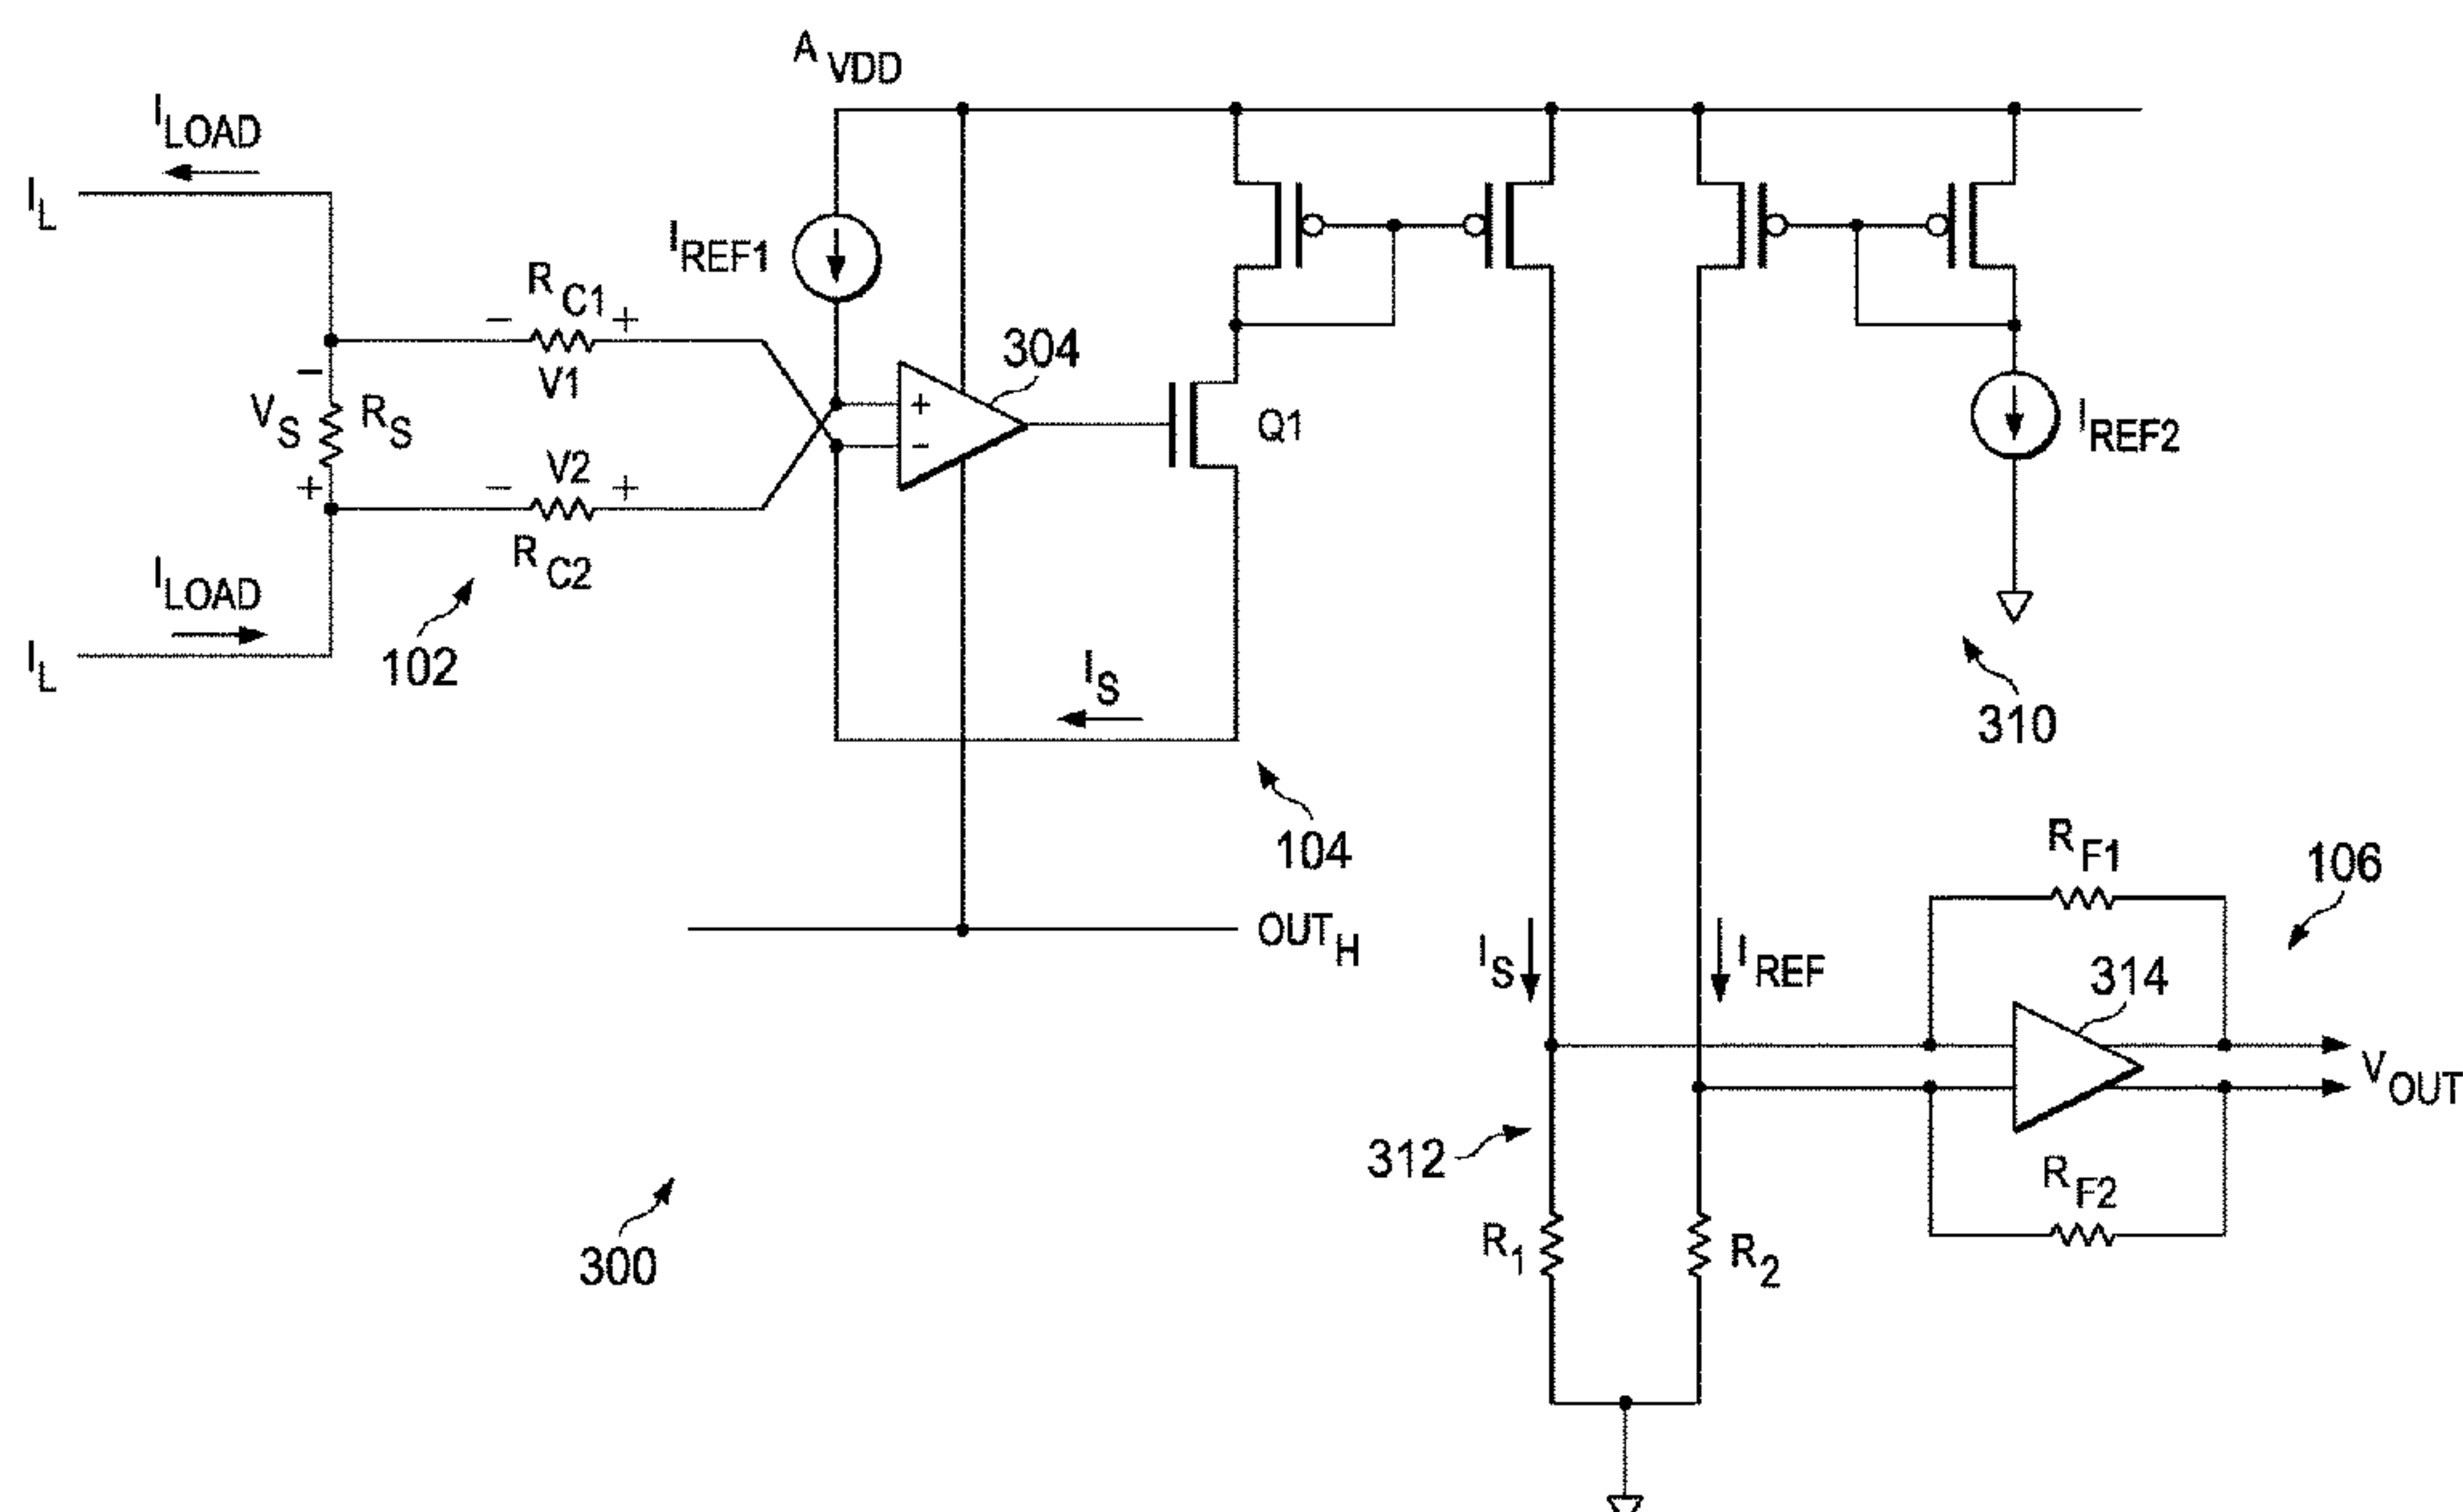 A VDD
I LOAD
I L
I REF1
R C1
− +
V1
304
−
V S
R S
+
−
Q1
I REF2
V2
+
− +
R C2
I LOAD
I L
102
I S
310
104
R F1
106
OUT H
I S
I REF
314
V OUT
312
R F2
R 1
R 2
300